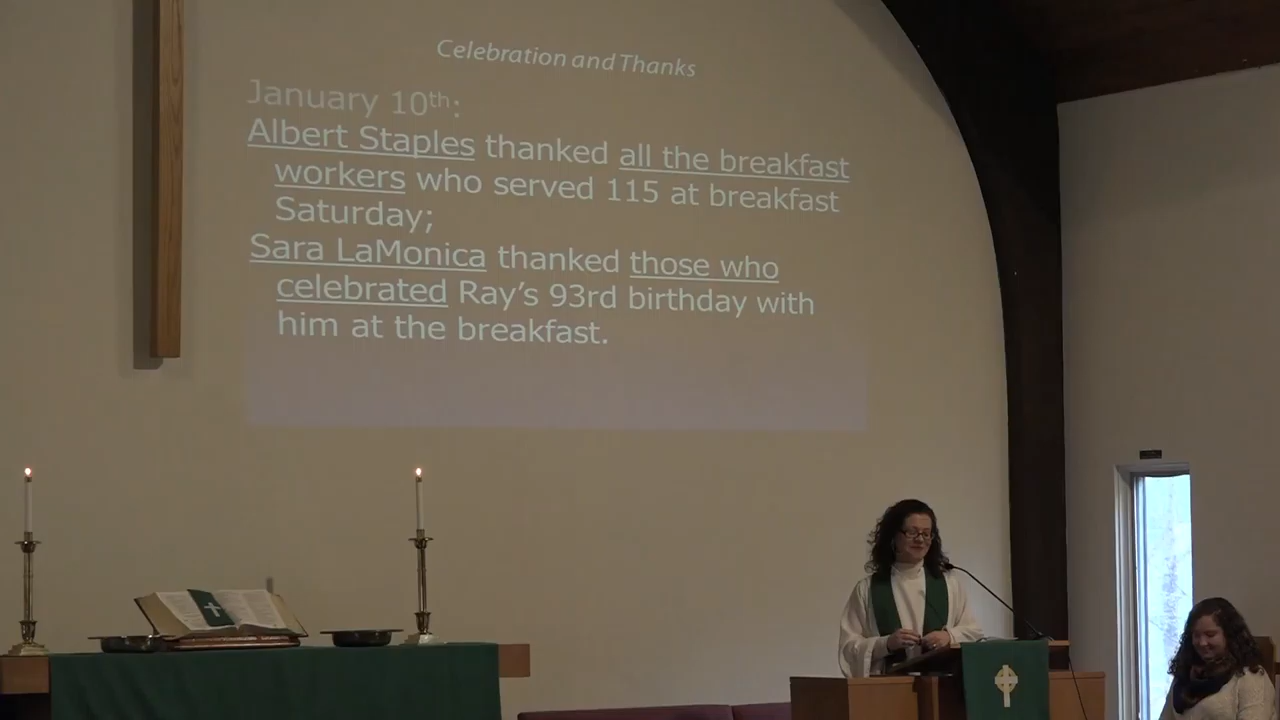 Celebration and Thanks
January 10th:
Albert Staples thanked all the breakfast
workers who served 115 at breakfast
Saturday;
Sara LaMonica thanked those who
celebrated Ray's 93rd birthday with
him at the breakfast.